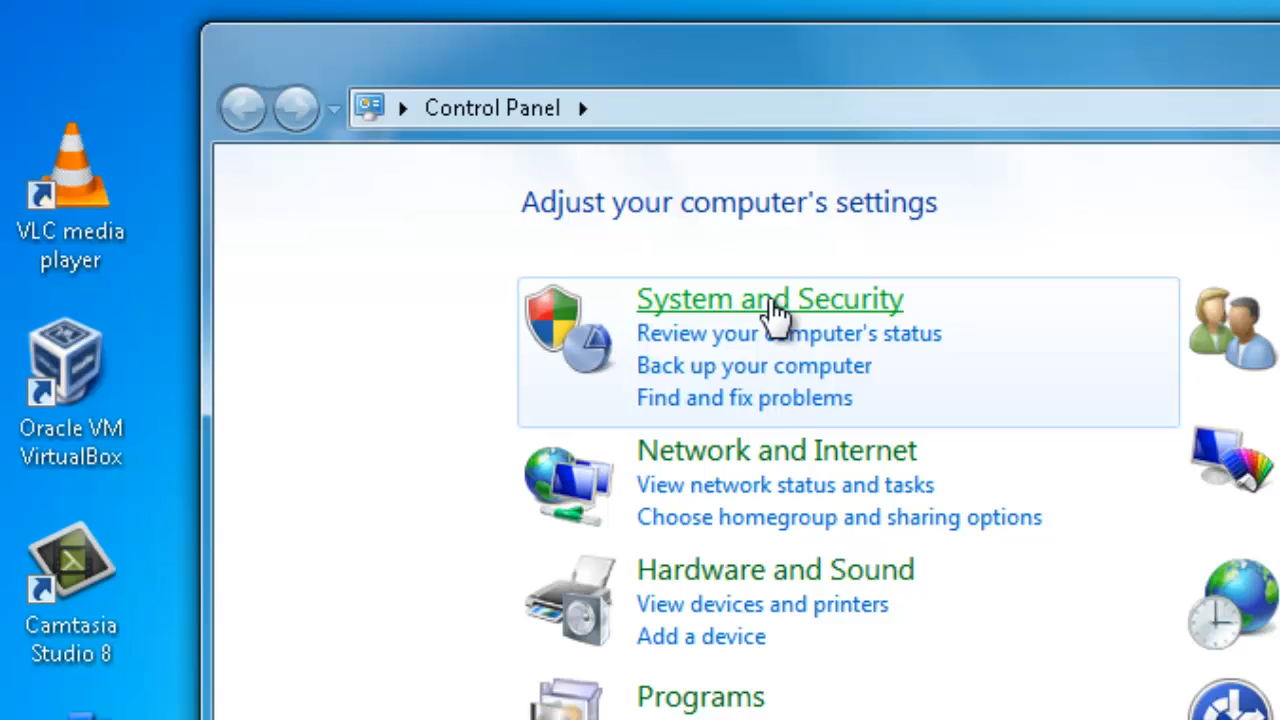 Control Panel
Adjust your computer's settings
VLC media
player
System and Security
Review your computer's status
Back up your computer
Find and fix problems
Oracle VM
VirtualBox
Network and Internet
View network status and tasks
Choose homegroup and sharing options
Hardware and Sound
View devices and printers
Add a device
Camtasia
Studio 8
Programs